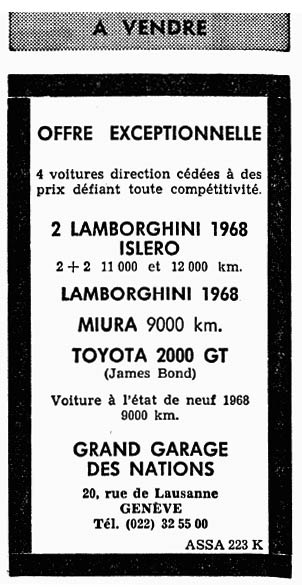 A VENDRE
OFFRE EXCEPTIONNELLE
4 voitures direction cédées à des
prix défiant toute compétitivité.
2 LAMBORGHINI 1968
ISLERO
2 + 2 11 000 et 12 000 km.
LAMBORGHINI 1968
MIURA 9000 km.
TOYOTA 2000 GT
(James Bond)
Voiture à l'état de neuf 1968
9000 km.
GRAND GARAGE
DES NATIONS
20, rue de Lausanne
GENÈVE
Tél. (022) 32 55 00
ASSA 223 K